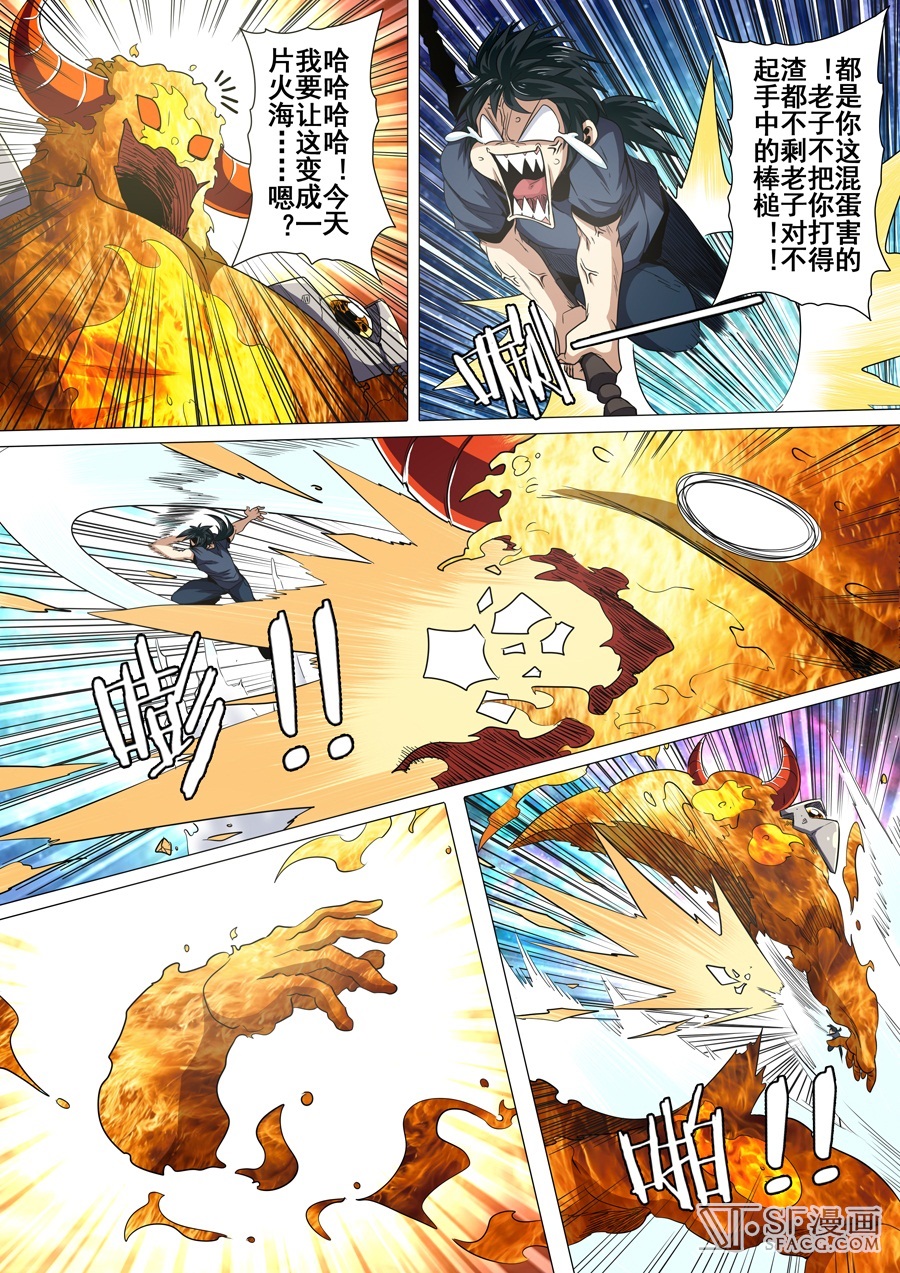 哈哈哈哈！今天
我要让这变成一
片火海……嗯？
都是你这混蛋害的
！老子不把你打得
渣都不剩老子对不
起手中的棒槌！
唰
嘭！！
啪！！
SF漫画
SFACG.COM